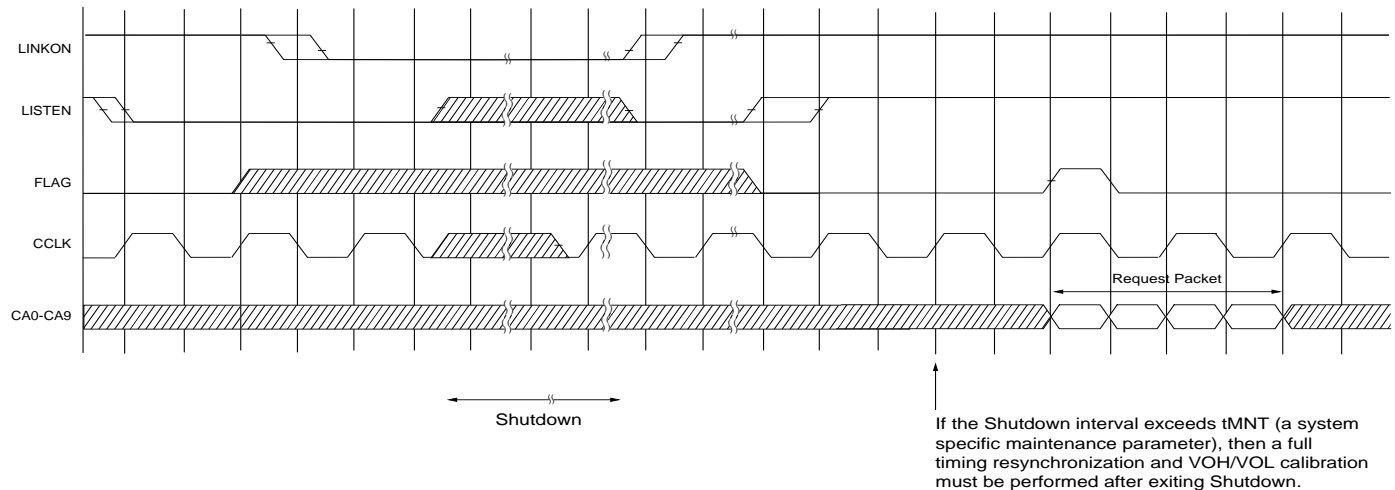 LINKON
LISTEN
FLAG
CCLK
Request Packet
CA0-CA9
Shutdown
If the Shutdown interval exceeds tMNT (a system
specific maintenance parameter), then a full
timing resynchronization and VOH/VOL calibration
must be performed after exiting Shutdown.